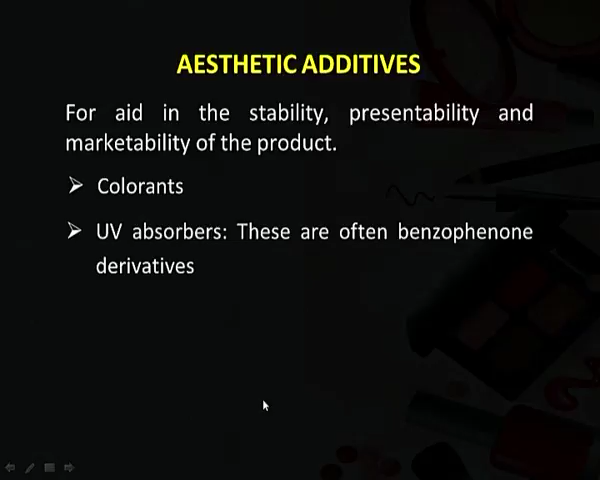 AESTHETIC ADDITIVES
For aid in the stability, presentability and
marketability of the product.
Colorants
UV absorbers: These are often benzophenone
derivatives